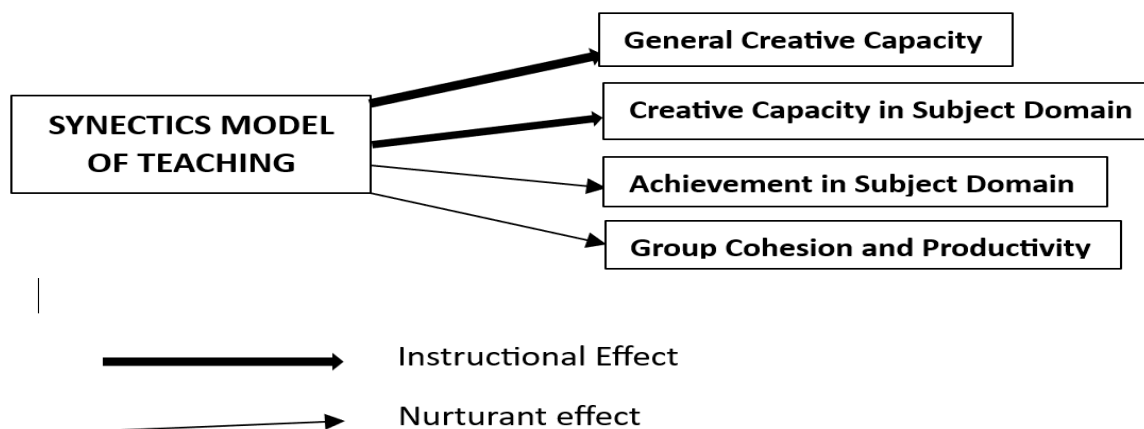 General Creative Capacity
SYNECTICS MODEL
OF TEACHING
Creative Capacity in Subject Domain
Achievement in Subject Domain
Group Cohesion and Productivity
Instructional Effect
Nurturant effect